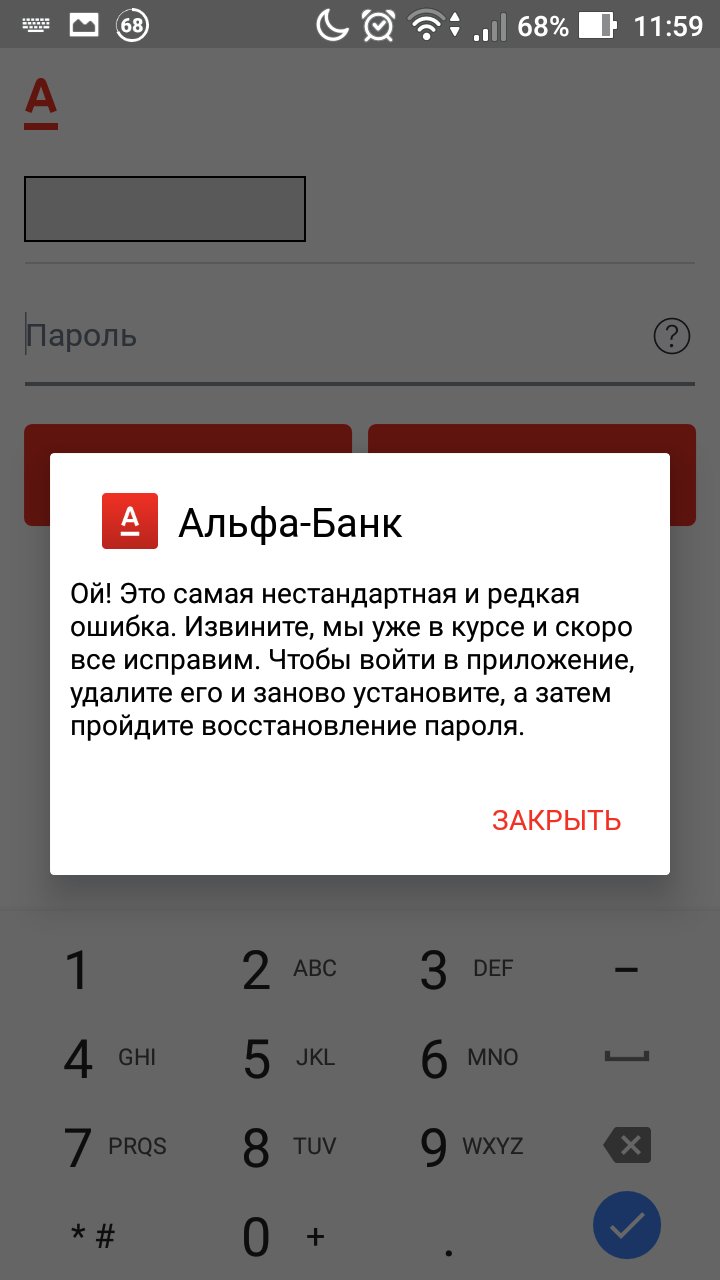 68 68% 11:59
А
Пароль ?
А Альфа-Банк
Ой! Это самая нестандартная и редкая
ошибка. Извините, мы уже в курсе и скоро
все исправим. Чтобы войти в приложение,
удалите его и заново установите, а затем
пройдите восстановление пароля.
ЗАКРЫТЬ
1 2 ABC 3 DEF –
4 GHI 5 JKL 6 MNO
7 PRQS 8 TUV 9 WXYZ
* # 0 + .